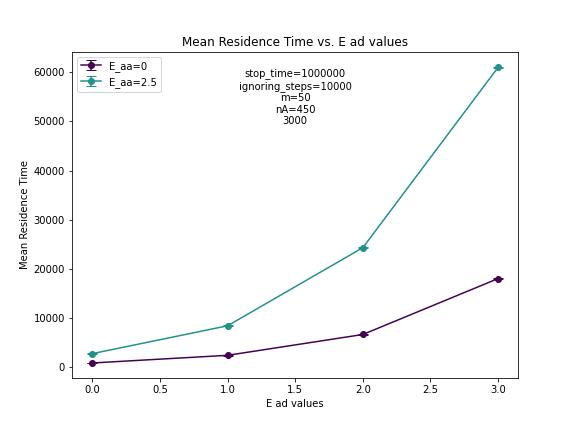 Mean Residence Time vs. E ad values
E_aa=0
E_aa=2.5
stop_time=1000000
ignoring_steps=10000
m=50
nA=450
3000
Mean Residence Time
60000
50000
40000
30000
20000
10000
0
0.0 0.5 1.0 1.5 2.0 2.5 3.0
E ad values